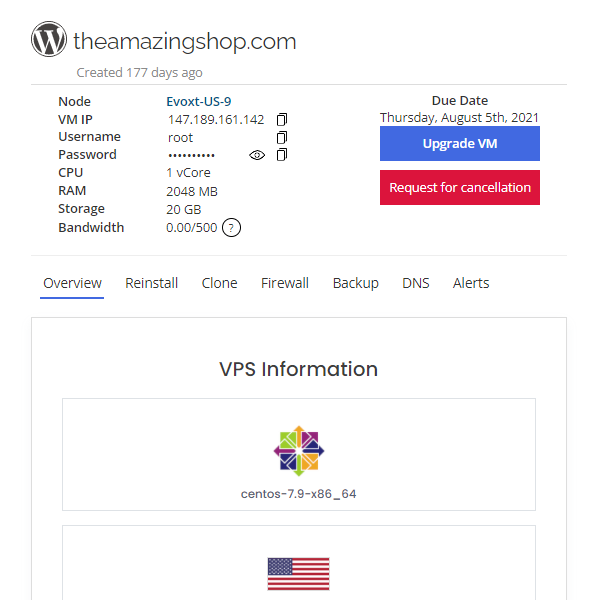 theamazingshop.com
Created 177 days ago
Node Evoxt-US-9
VM IP 147.189.161.142
Username root
Password ••••••••••
CPU 1 vCore
RAM 2048 MB
Storage 20 GB
Bandwidth 0.00/500 ?
Due Date
Thursday, August 5th, 2021
Upgrade VM
Request for cancellation
Overview Reinstall Clone Firewall Backup DNS Alerts
VPS Information
centos-7.9-x86_64